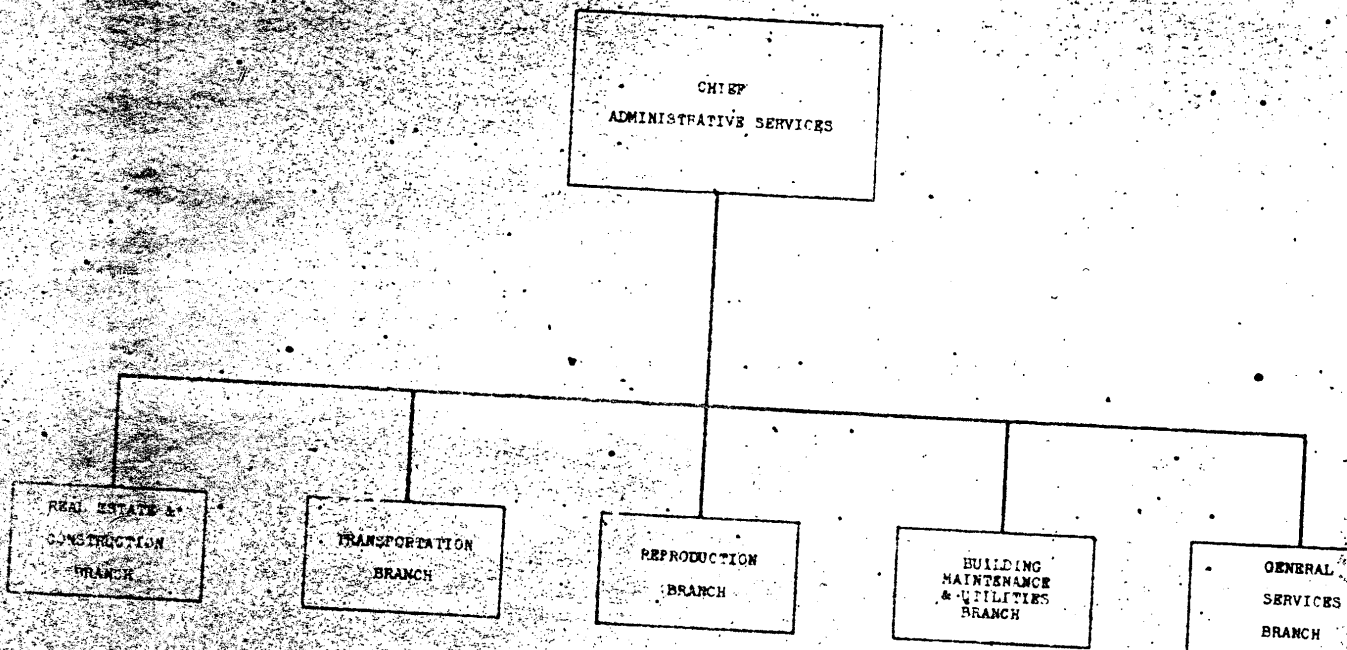 CHIEF
ADMINISTRATIVE SERVICES
REAL ESTATE &
CONSTRUCTION
BRANCH
TRANSPORTATION
BRANCH
REPRODUCTION
BRANCH
BUILDING
MAINTENANCE
& UTILITIES
BRANCH
GENERAL
SERVICES
BRANCH